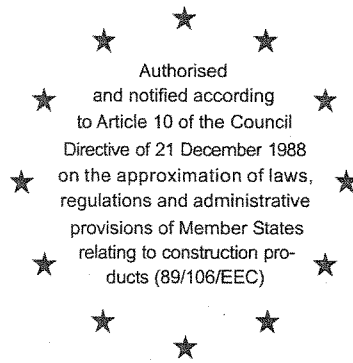 Authorised
and notified according
to Article 10 of the Council
Directive of 21 December 1988
on the approximation of laws,
regulations and administrative
provisions of Member States
relating to construction pro-
ducts (89/106/EEC)